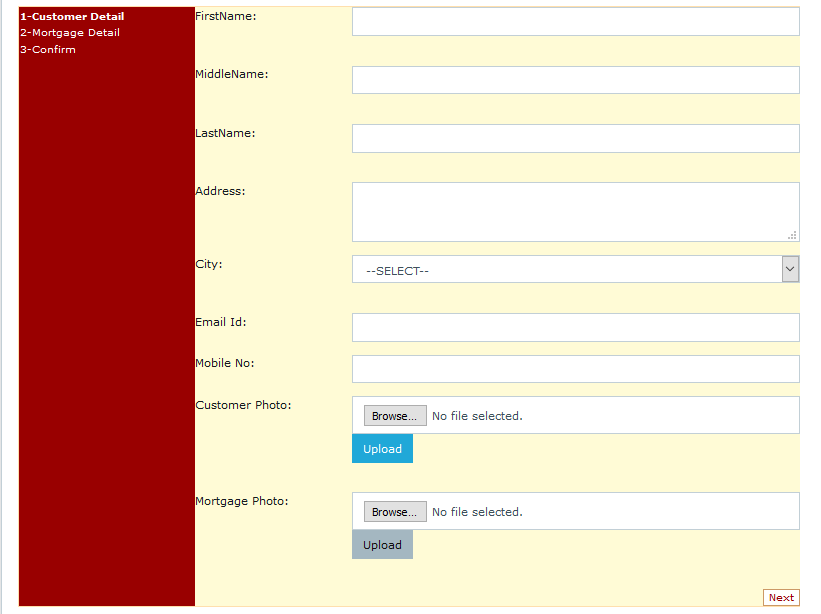 1-Customer Detail
2-Mortgage Detail
3-Confirm
FirstName:
MiddleName:
LastName:
Address:
City:
--SELECT--
Email Id:
Mobile No:
Customer Photo:
Browse... No file selected.
Upload
Mortgage Photo:
Browse... No file selected.
Upload
Next